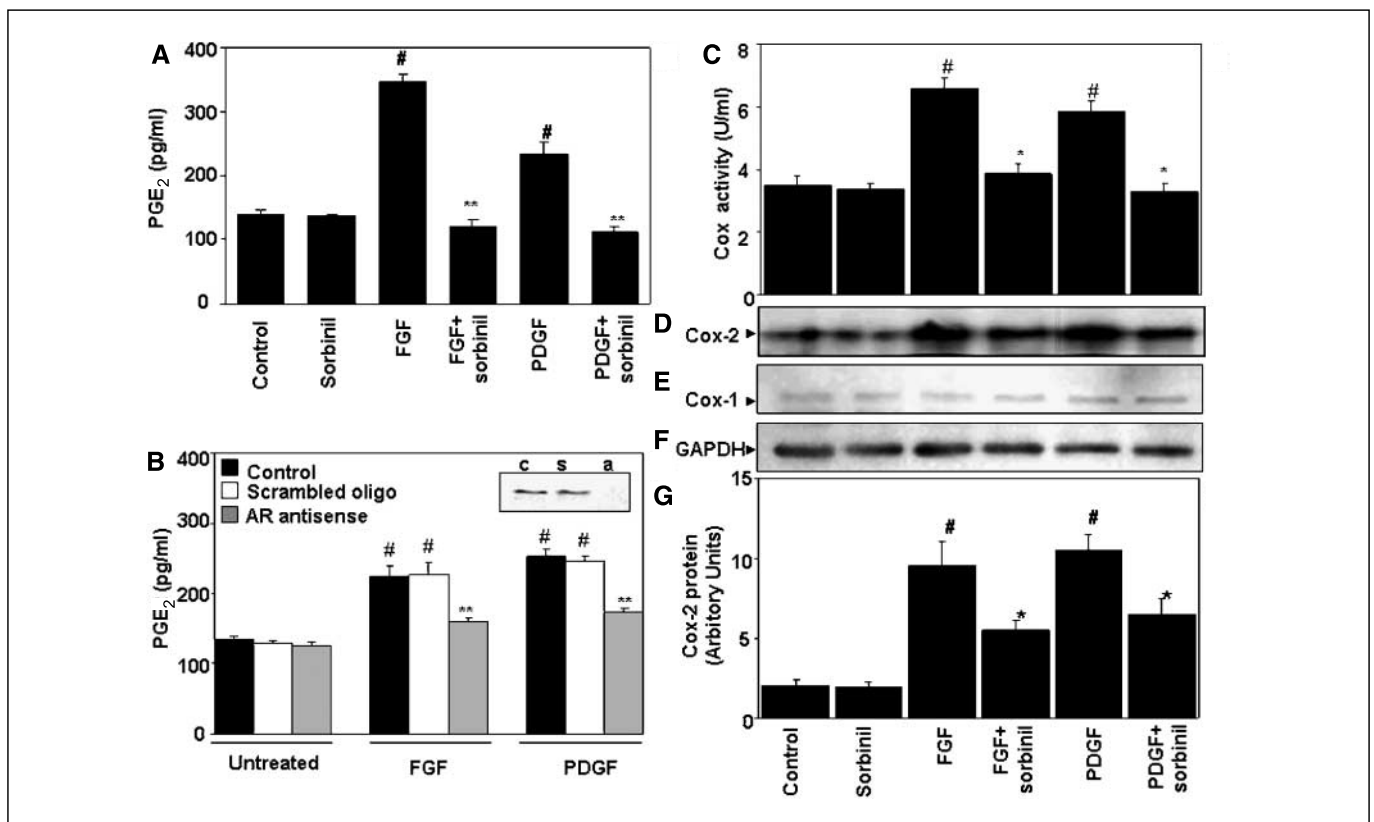 A
400
300
200
100
0
PGE2 (pg/ml)
#
**
#
**
Control
Sorbinil
FGF
FGF+
sorbinil
PDGF
PDGF+
sorbinil
B
400
300
200
100
0
PGE2 (pg/ml)
Control
Scrambled oligo
AR antisense
c s a
# # **
# # **
Untreated
FGF
PDGF
C
8
6
4
2
0
Cox activity (U/ml)
#
*
#
*
D
Cox-2
E
Cox-1
F
GAPDH
G
15
10
5
0
Cox-2 protein
(Arbitory Units)
#
*
#
*
Control
Sorbinil
FGF
FGF+
sorbinil
PDGF
PDGF+
sorbinil